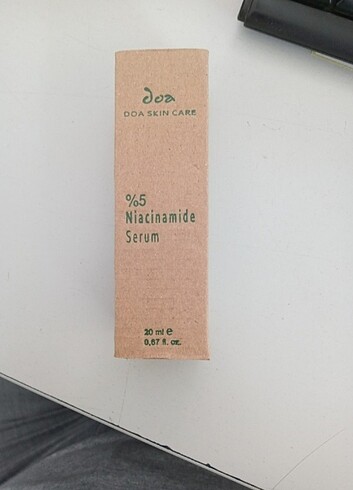 doa
DOA SKIN CARE
%5
Niacinamide
Serum
20 ml e
0,67 fl. oz.